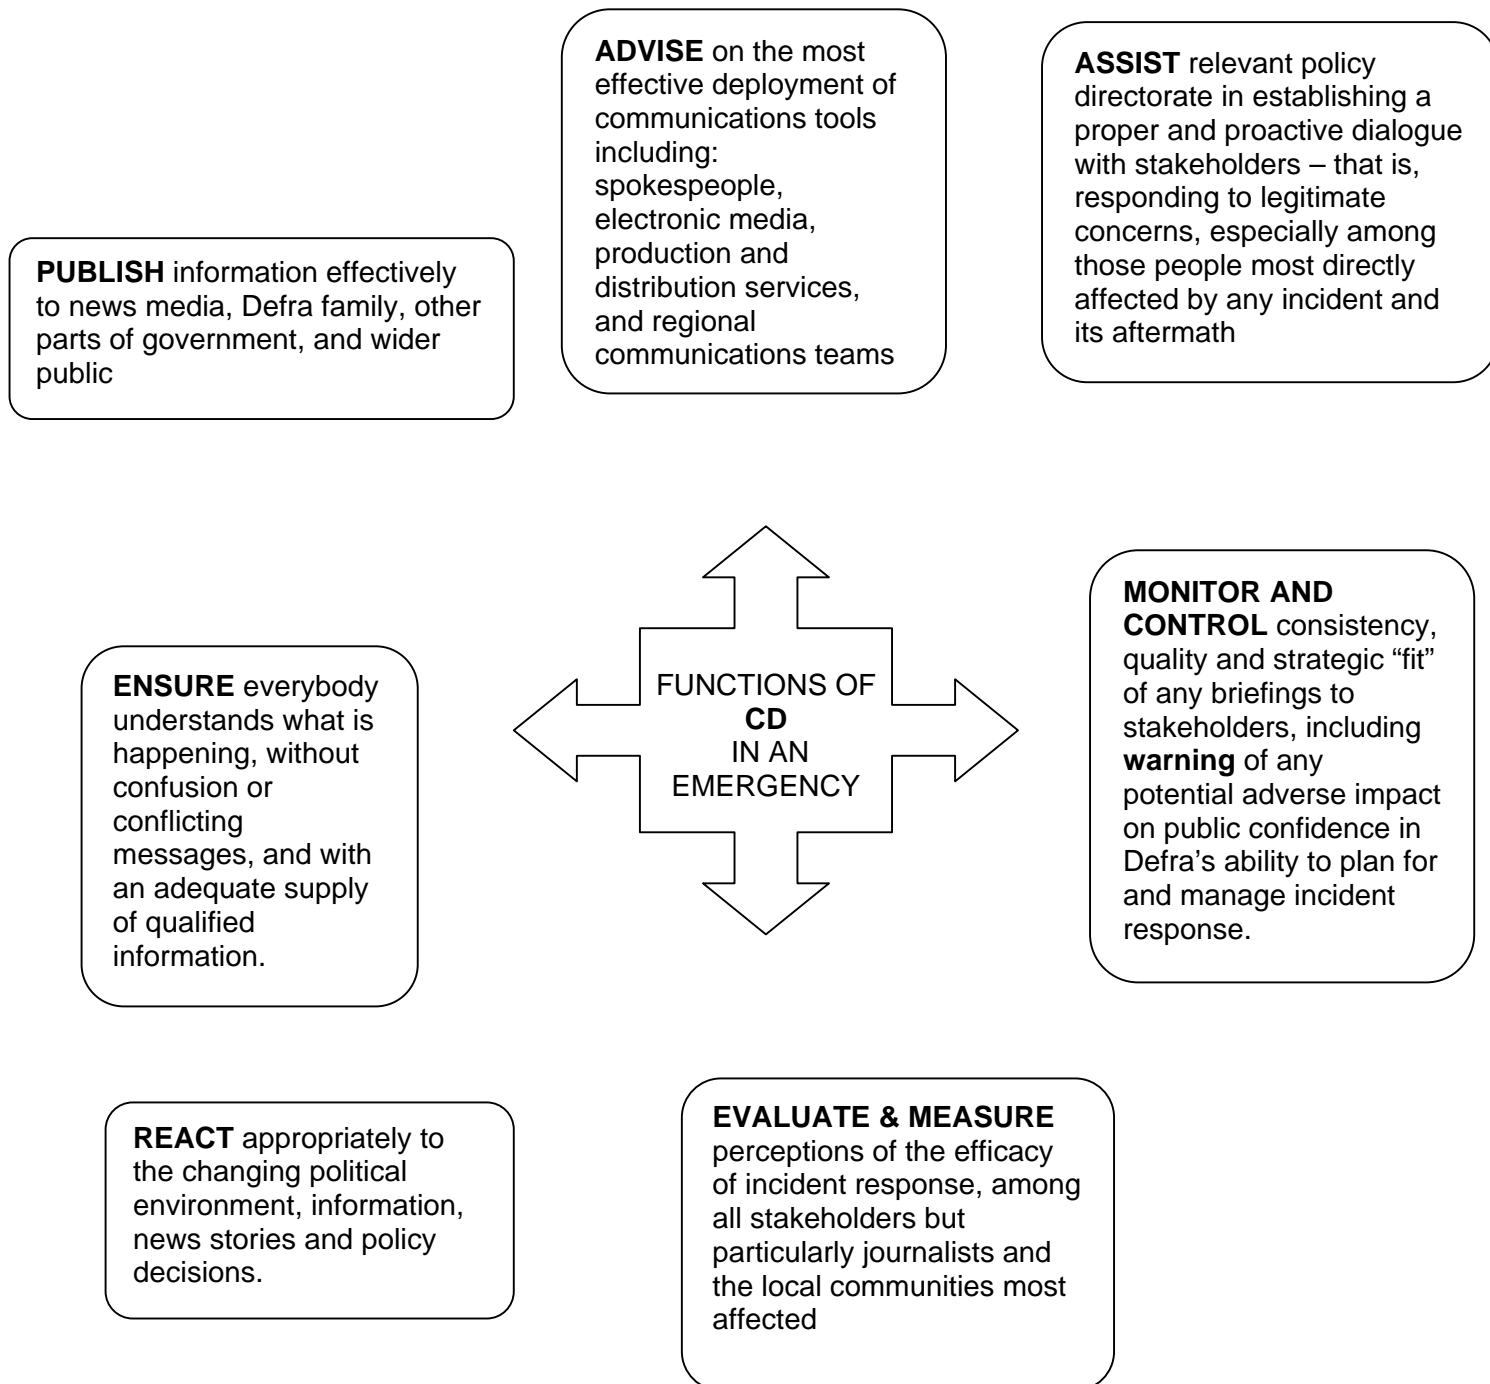 ADVISE on the most
effective deployment of
communications tools
including:
spokespeople,
electronic media,
production and
distribution services,
and regional
communications teams
ASSIST relevant policy
directorate in establishing a
proper and proactive dialogue
with stakeholders – that is,
responding to legitimate
concerns, especially among
those people most directly
affected by any incident and
its aftermath
PUBLISH information effectively
to news media, Defra family, other
parts of government, and wider
public
FUNCTIONS OF
CD
IN AN
EMERGENCY
MONITOR AND
CONTROL consistency,
quality and strategic “fit”
of any briefings to
stakeholders, including
warning of any
potential adverse impact
on public confidence in
Defra’s ability to plan for
and manage incident
response.
ENSURE everybody
understands what is
happening, without
confusion or
conflicting
messages, and with
an adequate supply
of qualified
information.
REACT appropriately to
the changing political
environment, information,
news stories and policy
decisions.
EVALUATE & MEASURE
perceptions of the efficacy
of incident response, among
all stakeholders but
particularly journalists and
the local communities most
affected